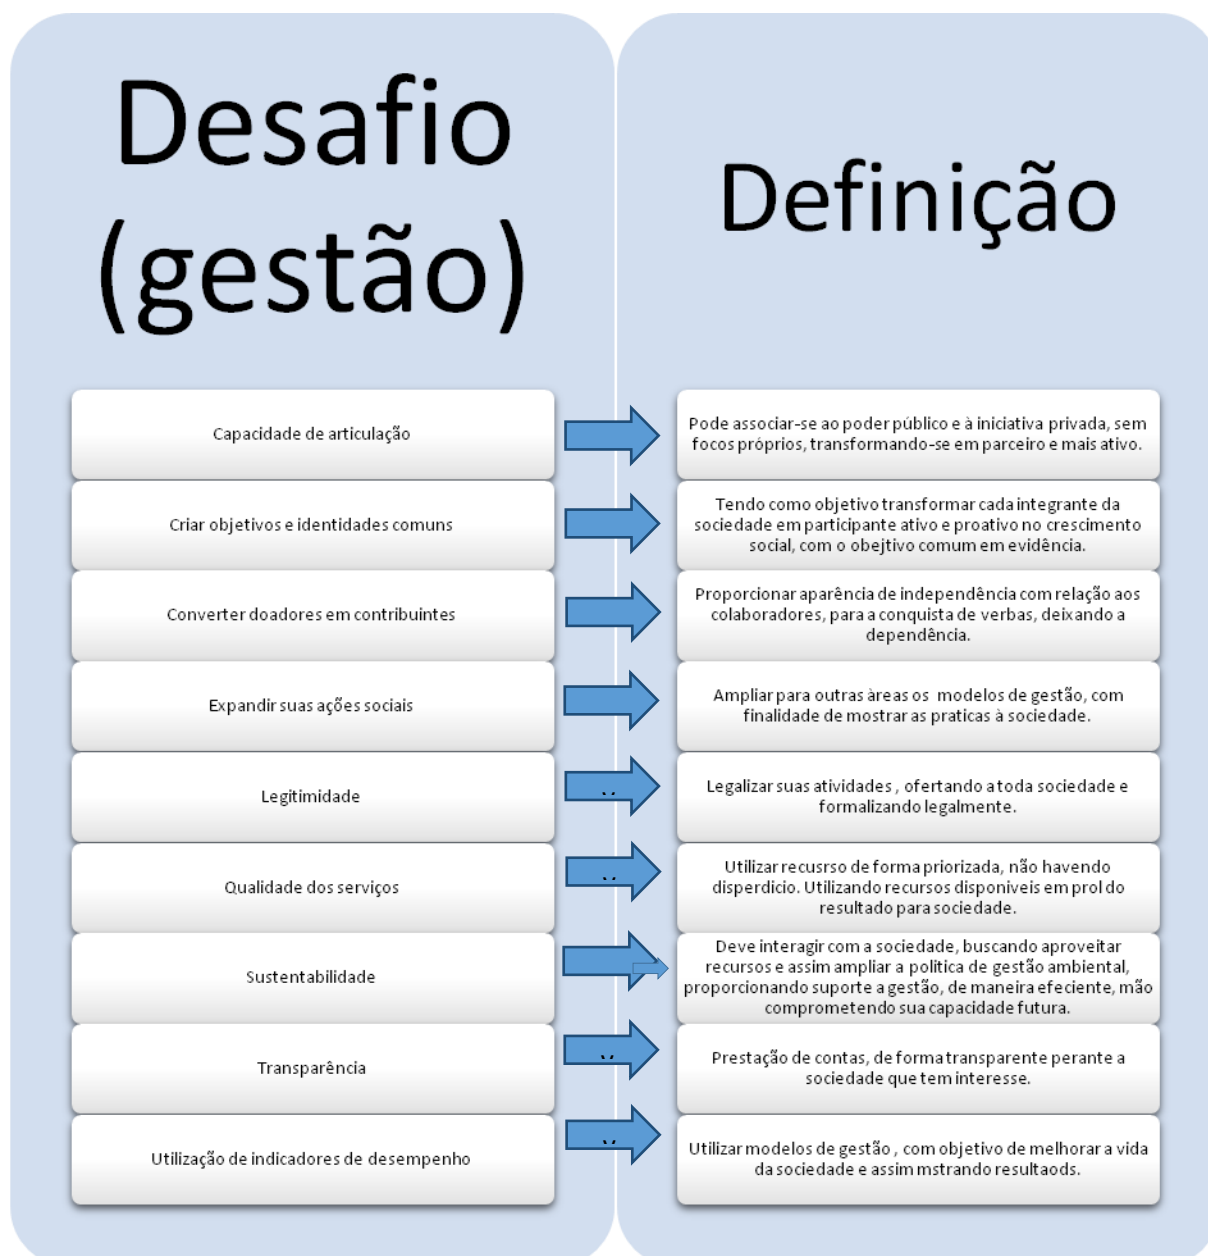 Desafio
(gestão)
Definição
Capacidade de articulação
Pode associar-se ao poder público e à iniciativa privada, sem
focos próprios, transformando-se em parceiro e mais ativo.
Criar objetivos e identidades comuns
Tendo como objetivo transformar cada integrante da
sociedade em participante ativo e proativo no crescimento
social, com o obejtivo comum em evidência.
Converter doadores em contribuintes
Proporcionar aparência de independência com relação aos
colaboradores, para a conquista de verbas, deixando a
dependência.
Expandir suas ações sociais
Ampliar para outras àreas os modelos de gestão, com
finalidade de mostrar as praticas à sociedade.
Legitimidade
Legalizar suas atividades , ofertando a toda sociedade e
formalizando legalmente.
Qualidade dos serviços
Utilizar recusrso de forma priorizada, não havendo
disperdicio. Utilizando recursos disponiveis em prol do
resultado para sociedade.
Sustentabilidade
Deve interagir com a sociedade, buscando aproveitar
recursos e assim ampliar a politica de gestão ambiental,
proporcionando suporte a gestão, de maneira efeciente, mão
comprometendo sua capacidade futura.
Transparência
Prestação de contas, de forma transparente perante a
sociedade que tem interesse.
Utilização de indicadores de desempenho
Utilizar modelos de gestão , com objetivo de melhorar a vida
da sociedade e assim mstrando resultaods.